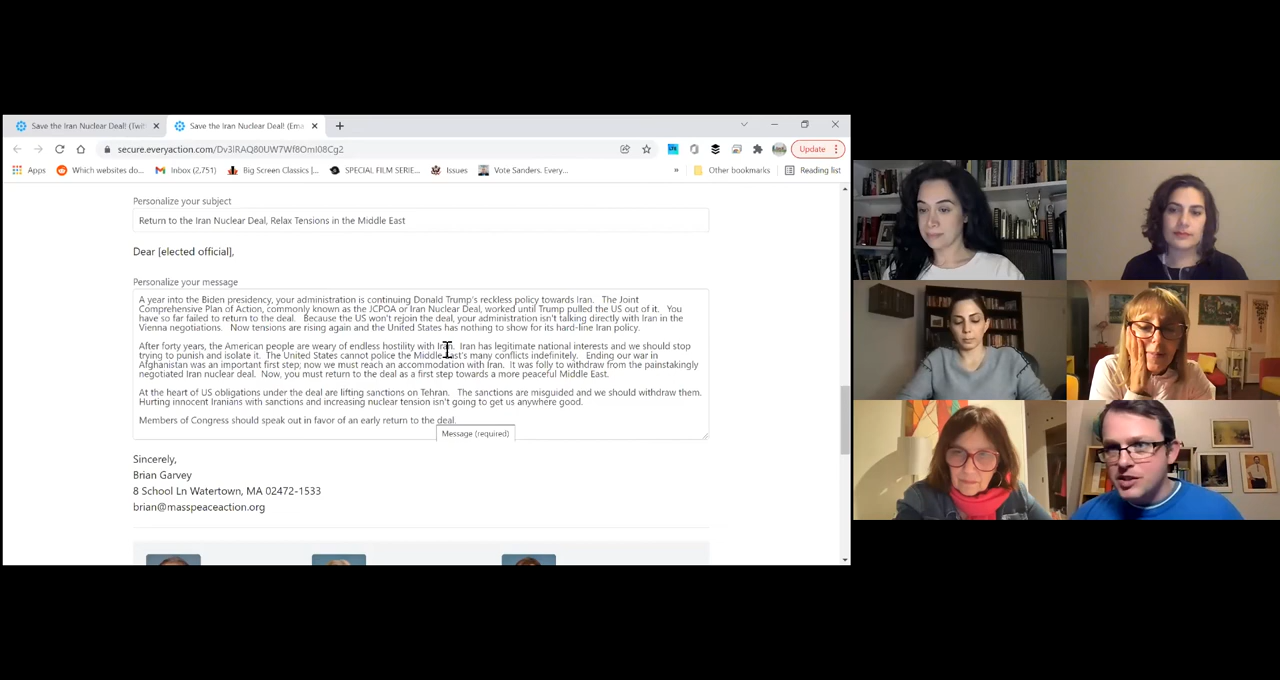 Save the Iran Nuclear Deal! (Twit
Save the Iran Nuclear Deal! (Ema
secure.everyaction.com/Dv3lRAQ80UW7Wf8OmI08Cg2
Update
Apps
Which websites do...
Inbox (2,751)
Big Screen Classics |...
SPECIAL FILM SERIE...
Issues
Vote Sanders. Every...
»
Other bookmarks
Reading list
Personalize your subject
Return to the Iran Nuclear Deal, Relax Tensions in the Middle East
Dear [elected official],
Personalize your message
A year into the Biden presidency, your administration is continuing Donald Trump's reckless policy towards Iran. The Joint
Comprehensive Plan of Action, commonly known as the JCPOA or Iran Nuclear Deal, worked until Trump pulled the US out of it. You
have so far failed to return to the deal. Because the US won't rejoin the deal, your administration isn't talking directly with Iran in the
Vienna negotiations. Now tensions are rising again and the United States has nothing to show for its hard-line Iran policy.
After forty years, the American people are weary of endless hostility with Iran. Iran has legitimate national interests and we should stop
trying to punish and isolate it. The United States cannot police the Middle East's many conflicts indefinitely. Ending our war in
Afghanistan was an important first step; now we must reach an accommodation with Iran. It was folly to withdraw from the painstakingly
negotiated Iran nuclear deal. Now, you must return to the deal as a first step towards a more peaceful Middle East.
At the heart of US obligations under the deal are lifting sanctions on Tehran. The sanctions are misguided and we should withdraw them.
Hurting innocent Iranians with sanctions and increasing nuclear tension isn't going to get us anywhere good.
Members of Congress should speak out in favor of an early return to the deal.
Message (required)
Sincerely,
Brian Garvey
8 School Ln Watertown, MA 02472-1533
brian@masspeaceaction.org